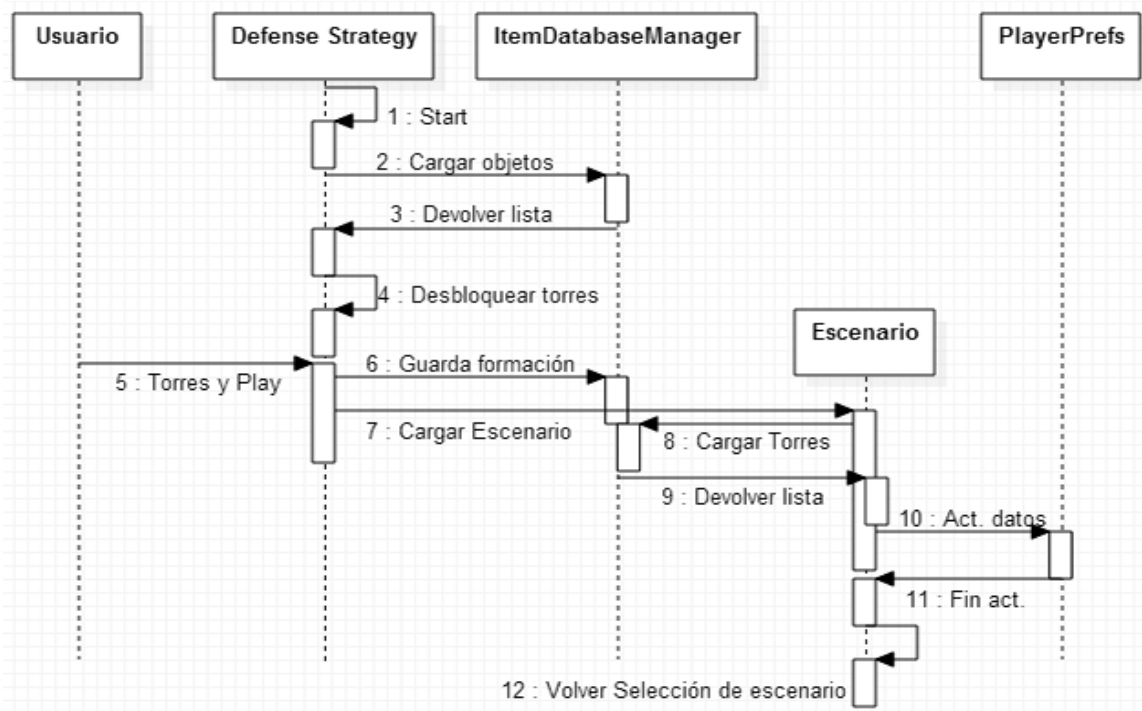 Usuario
Defense Strategy
ItemDatabaseManager
PlayerPrefs
1 : Start
2 : Cargar objetos
3 : Devolver lista
4 : Desbloquear torres
Escenario
5 : Torres y Play
6 : Guarda formación
7 : Cargar Escenario
8 : Cargar Torres
9 : Devolver lista
10 : Act. datos
11 : Fin act.
12 : Volver Selección de escenario